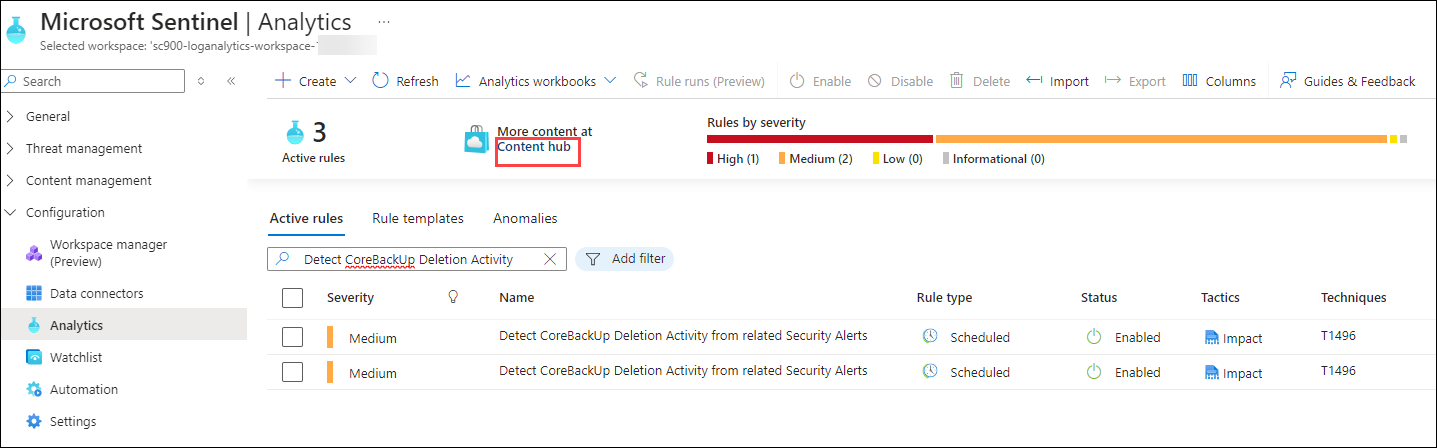 Microsoft Sentinel | Analytics ...
Selected workspace: 'sc900-loganalytics-workspace-
Search
General
Threat management
Content management
Configuration
Workspace manager
(Preview)
Data connectors
Analytics
Watchlist
Automation
Settings
Create Refresh Analytics workbooks Rule runs (Preview) Enable Disable Delete Import Export Columns Guides & Feedback
3
Active rules
More content at
Content hub
Rules by severity
High (1) Medium (2) Low (0) Informational (0)
Active rules Rule templates Anomalies
Detect CoreBackUp Deletion Activity Add filter
Severity Name Rule type Status Tactics Techniques
Medium Detect CoreBackUp Deletion Activity from related Security Alerts Scheduled Enabled Impact T1496
Medium Detect CoreBackUp Deletion Activity from related Security Alerts Scheduled Enabled Impact T1496